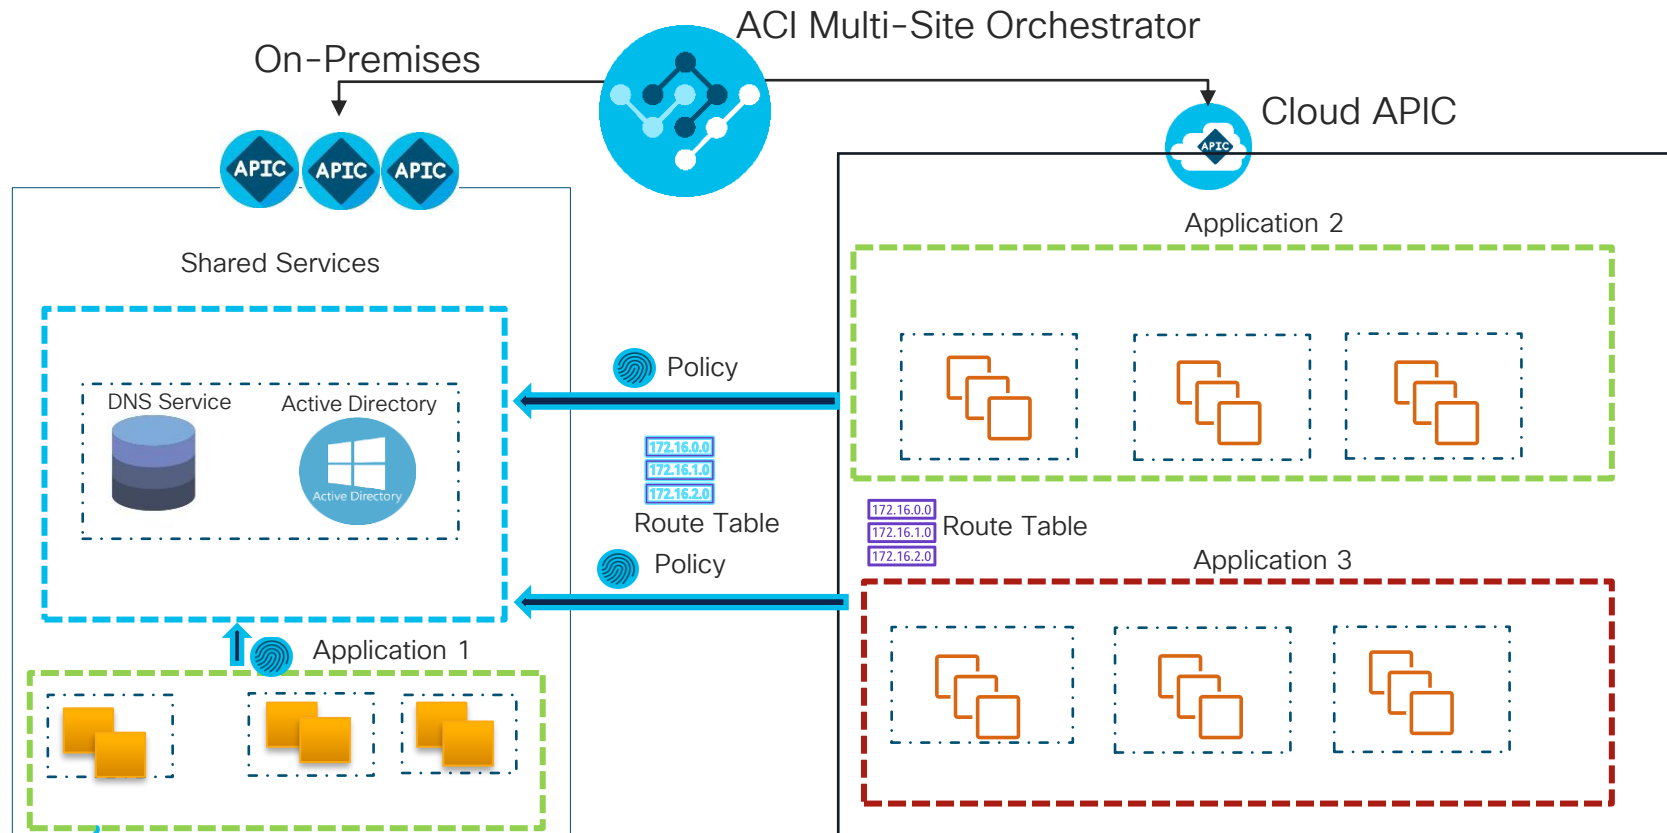 ACI Multi-Site Orchestrator
On-Premises
Cloud APIC
APIC
APIC
APIC
APIC
Application 2
Shared Services
Policy
DNS Service
Active Directory
Active Directory
172.16.0.0
172.16.1.0
172.16.2.0
Route Table
172.16.0.0
172.16.1.0
172.16.2.0
Route Table
Policy
Application 3
Application 1